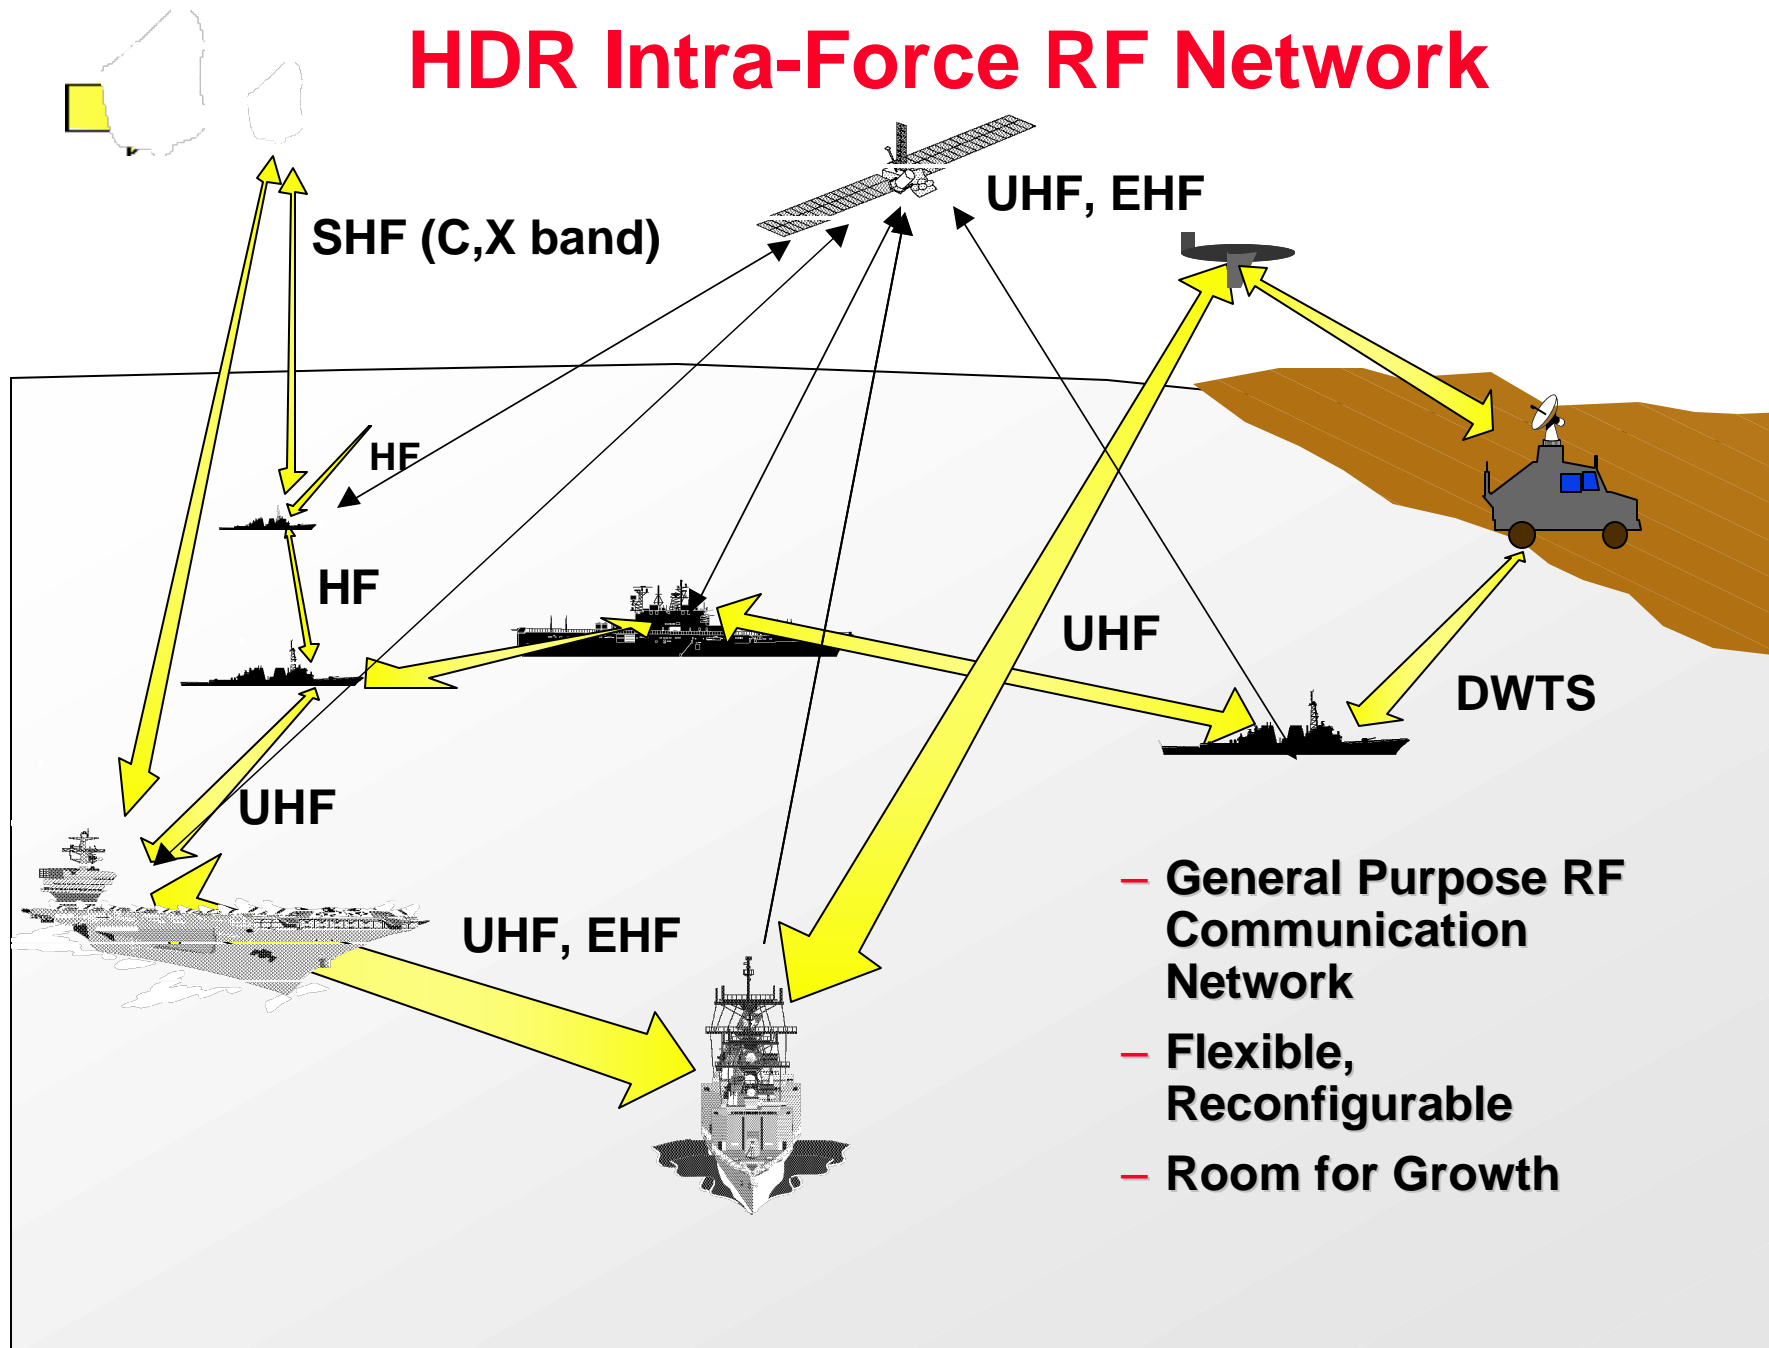 HDR Intra-Force RF Network
UHF, EHF
SHF (C,X band)
HF
HF
UHF
DWTS
UHF
UHF, EHF
– General Purpose RF
Communication
Network
– Flexible,
Reconfigurable
– Room for Growth